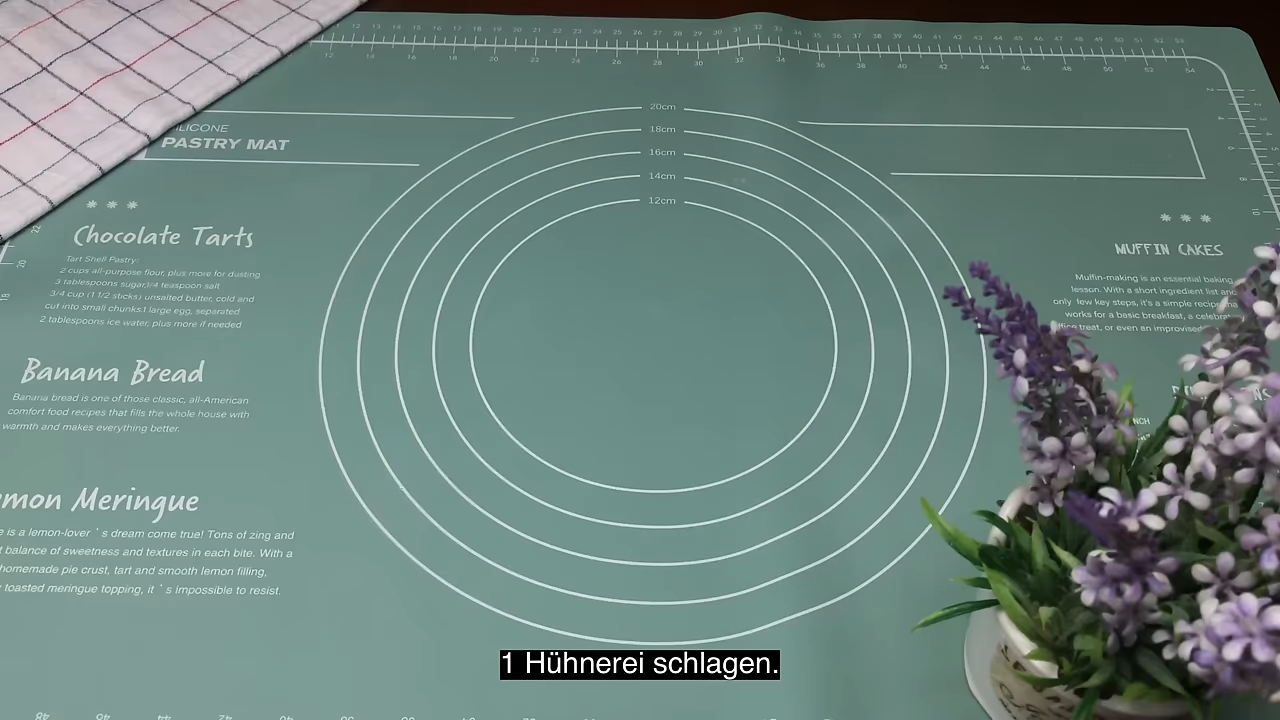 20cm
18cm
16cm
14cm
12cm
PASTRY MAT
Chocolate Tarts
Tart Shell Pastry:
2 cups all-purpose flour, plus more for dusting
3 tablespoons sugar,1/4 teaspoon salt
3/4 cup (1 1/2 sticks) unsalted butter, cold and
cut into small chunks.1 large egg, separated
2 tablespoons ice water, plus more if needed
MUFFIN CAKES
Muffin-making is an essential baking
lesson. With a short ingredient list and
only few key steps, it's a simple
works for a basic breakfast, a
treat, or even an improvised
Banana Bread
Banana bread is one of those classic, all-American
comfort food recipes that fills the whole house with
warmth and makes everything better.
Meringue
is a lemon-lover ` s dream come true! Tons of zing and
balance of sweetness and textures in each bite. With a
homemade pie crust, tart and smooth lemon filling,
toasted meringue topping, it ` s impossible to resist.
1 Hühnerei schlagen.